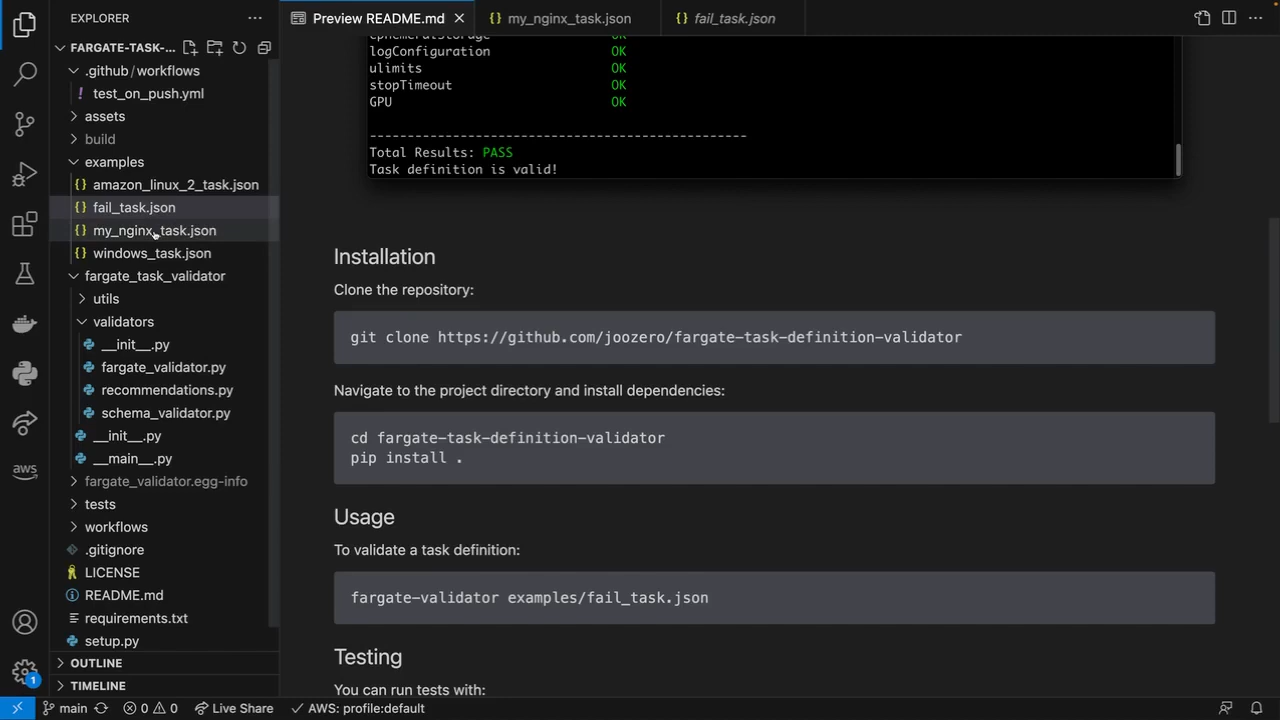 EXPLORER
FARGATE-TASK-...
.github/workflows
test_on_push.yml
assets
build
examples
amazon_linux_2_task.json
fail_task.json
my_nginx_task.json
windows_task.json
fargate_task_validator
utils
validators
__init__.py
fargate_validator.py
recommendations.py
schema_validator.py
__init__.py
__main__.py
fargate_validator.egg-info
tests
workflows
.gitignore
LICENSE
README.md
requirements.txt
setup.py
OUTLINE
TIMELINE
Preview README.md
my_nginx_task.json
fail_task.json
ephemeralStorage OK
logConfiguration OK
ulimits OK
stopTimeout OK
GPU OK
---------------------------------------------------
Total Results: PASS
Task definition is valid!
Installation
Clone the repository:
git clone https://github.com/joozero/fargate-task-definition-validator
Navigate to the project directory and install dependencies:
cd fargate-task-definition-validator
pip install .
Usage
To validate a task definition:
fargate-validator examples/fail_task.json
Testing
You can run tests with:
aws
1
main
0 0
Live Share
AWS: profile:default